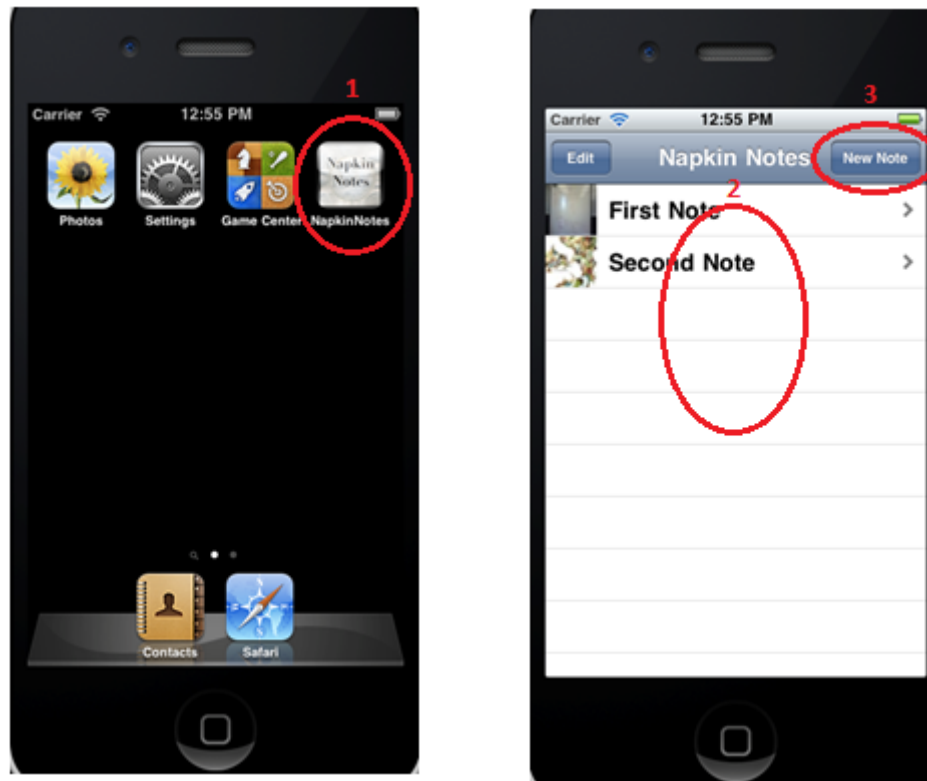 1
Carrier 12:55 PM
Napkin
Notes
Photos Settings Game Center NapkinNotes
Contacts Safari
3
Carrier 12:55 PM
Edit Napkin Notes New Note
2
First Note
Second Note